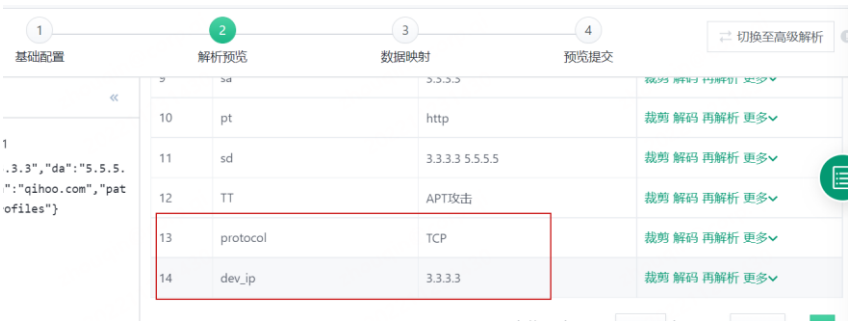 1
2
3
4
基础配置
解析预览
数据映射
预览提交
切换至高级解析
«
1
.3.3","da":"5.5.5.
":"qihoo.com","pat
ofiles"}
9 sa 3.3.3.3 裁剪 解码 再解析 更多
10 pt http 裁剪 解码 再解析 更多
11 sd 3.3.3.3 5.5.5.5 裁剪 解码 再解析 更多
12 TT APT攻击 裁剪 解码 再解析 更多
13 protocol TCP 裁剪 解码 再解析 更多
14 dev_ip 3.3.3.3 裁剪 解码 再解析 更多